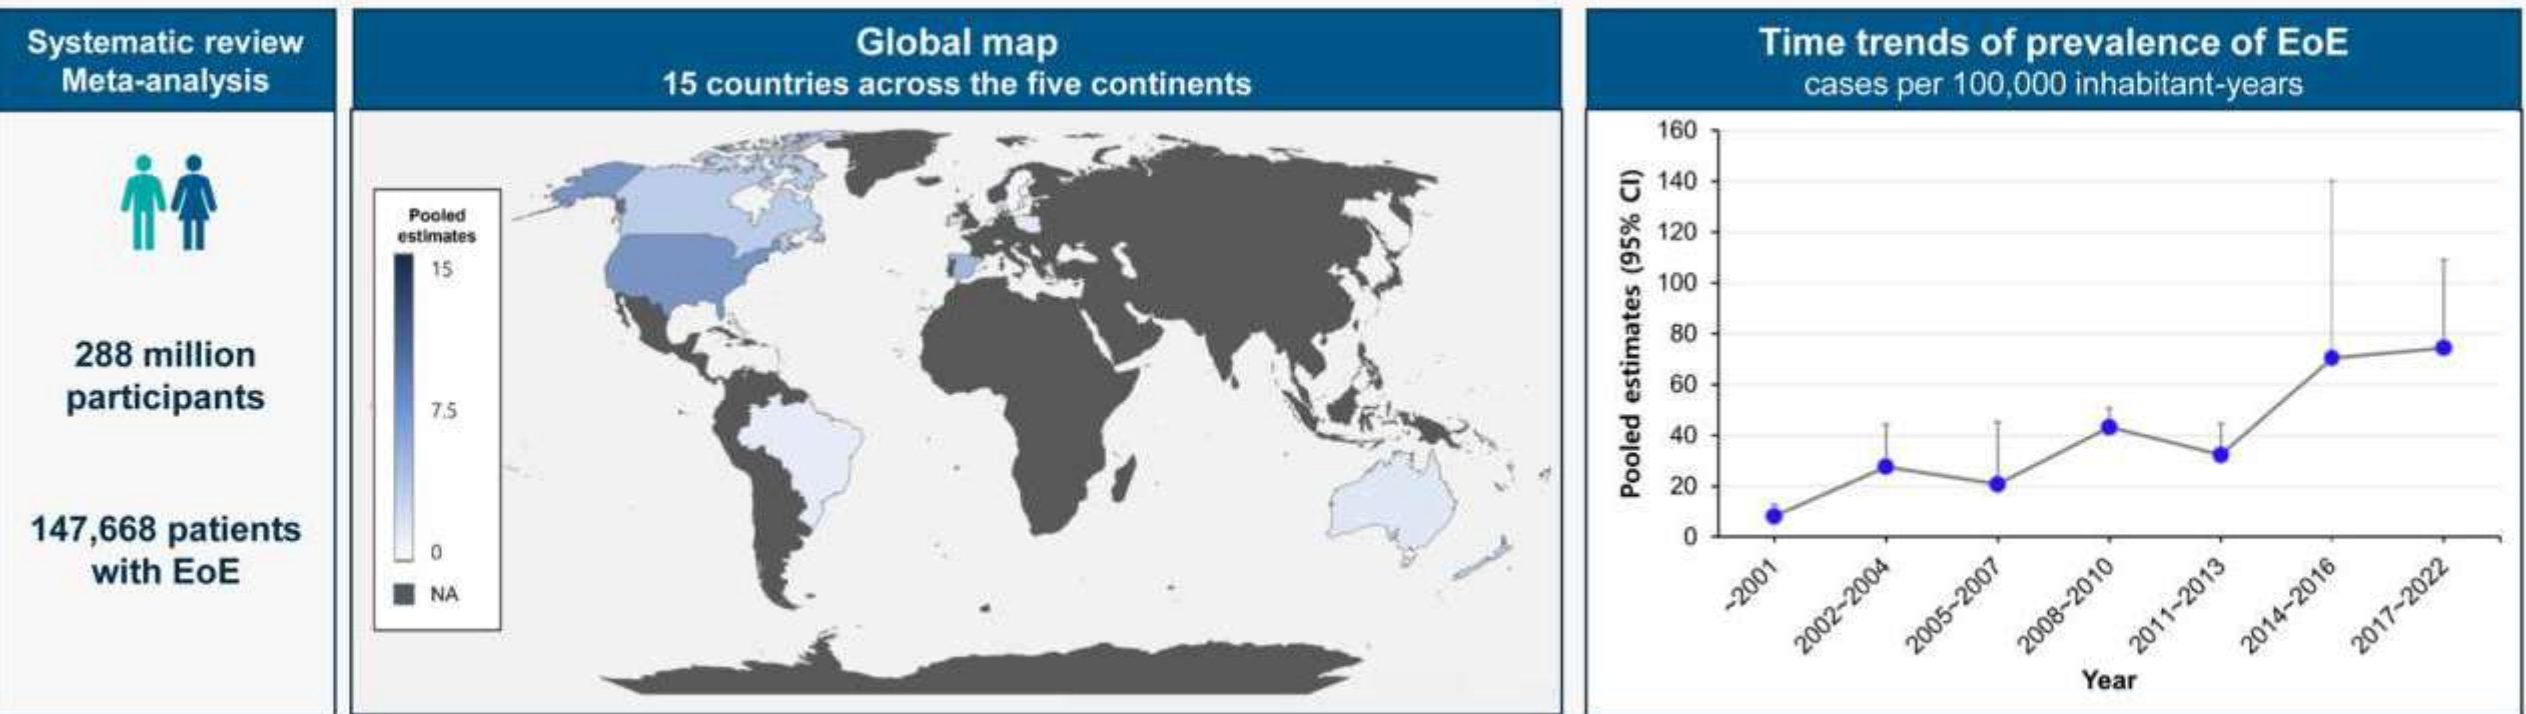 Systematic review
Meta-analysis
288 million
participants
147,668 patients
with EoE
Global map
15 countries across the five continents
Pooled
estimates
15
7.5
0
NA
Time trends of prevalence of EoE
cases per 100,000 inhabitant-years
Pooled estimates (95% CI)
160
140
120
100
80
60
40
20
0
~2001
2002~2004
2005~2007
2008~2010
2011~2013
2014~2016
2017~2022
Year